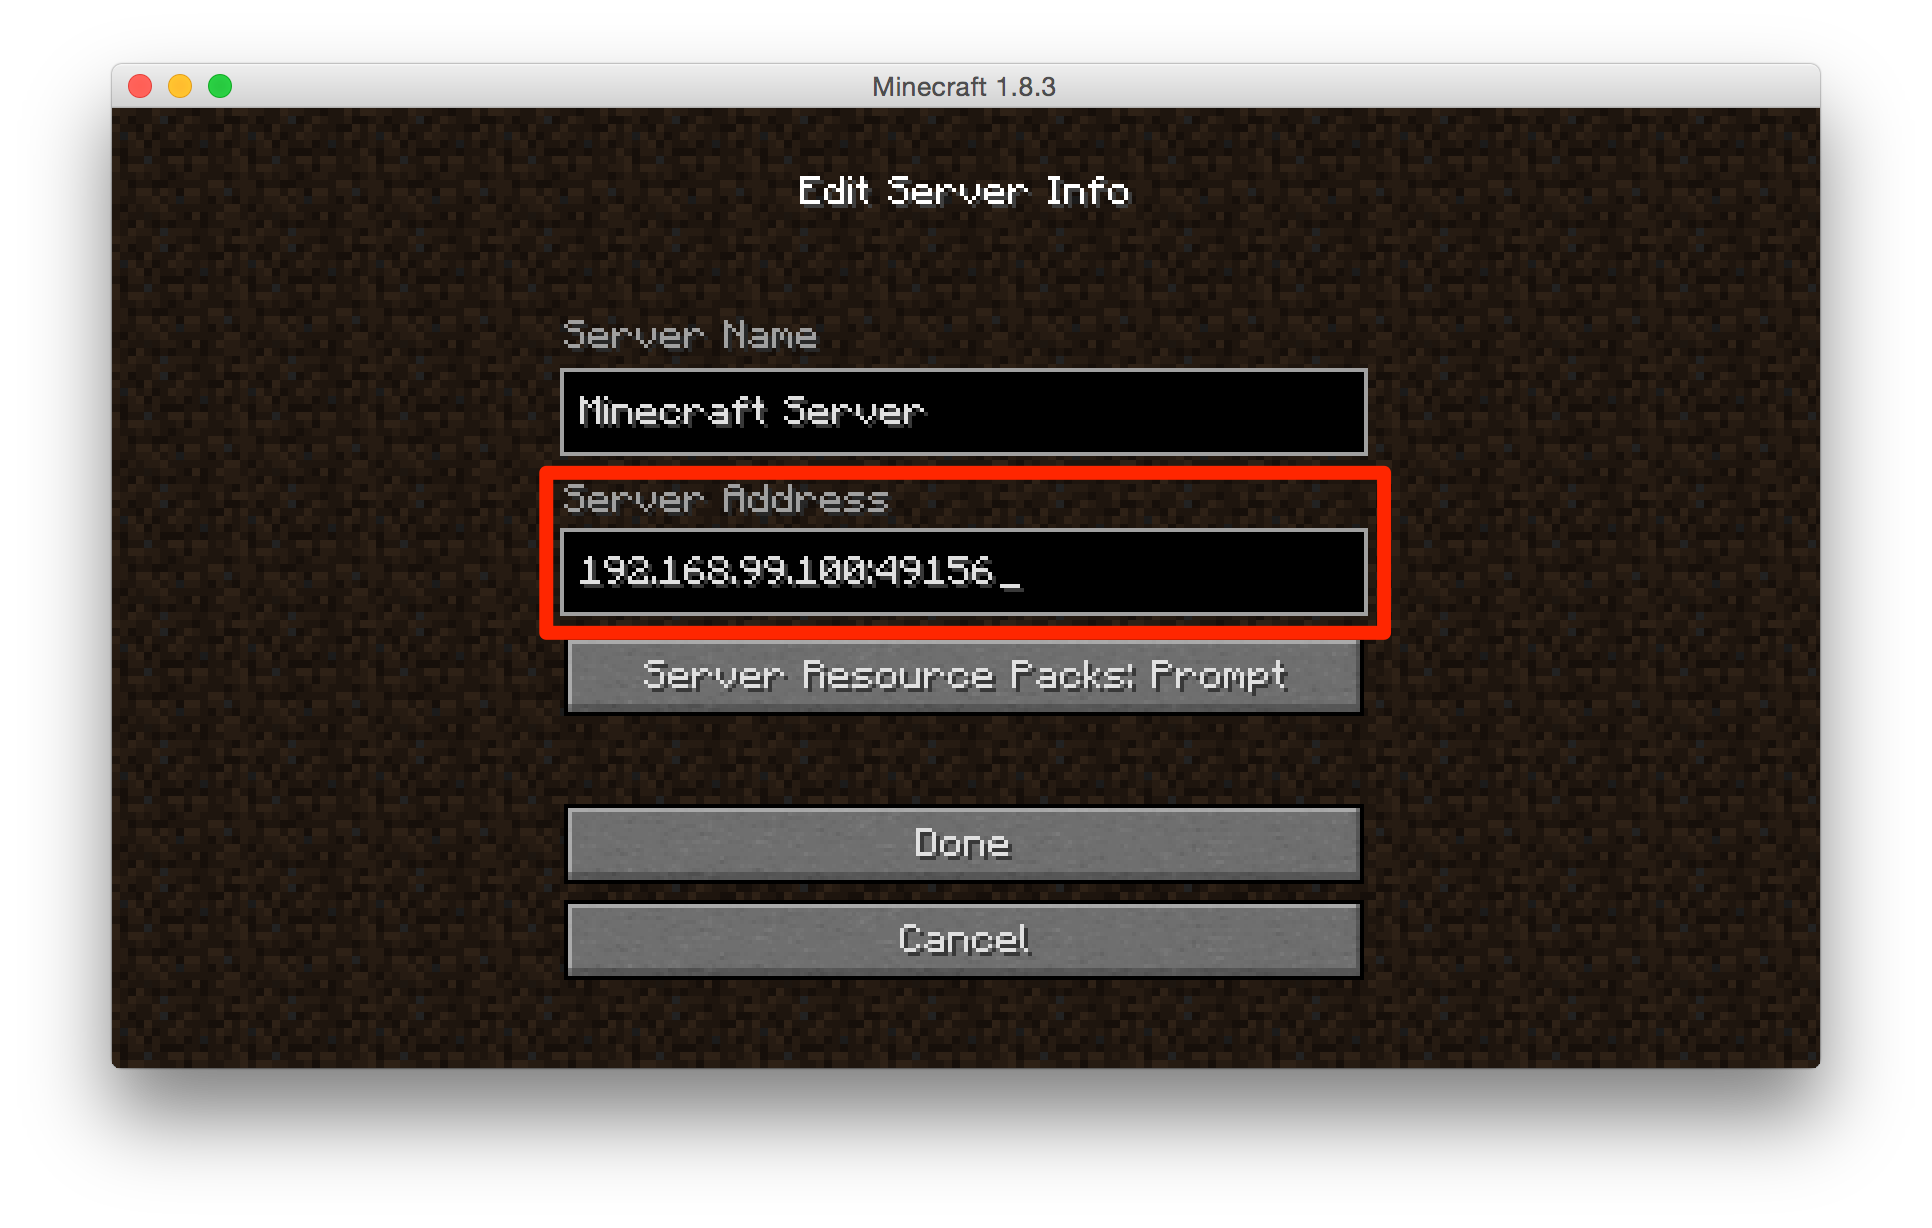 Minecraft 1.8.3
Edit Server Info
Server Name
Minecraft Server
Server Address
192.168.99.100:49156_
Server Resource Packs: Prompt
Done
Cancel